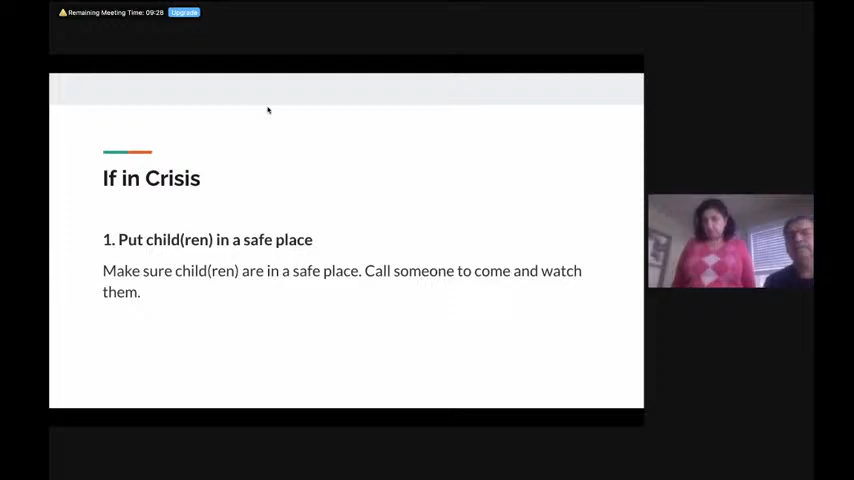 Remaining Meeting Time: 09:28 Upgrade
If in Crisis
1. Put child(ren) in a safe place
Make sure child(ren) are in a safe place. Call someone to come and watch
them.